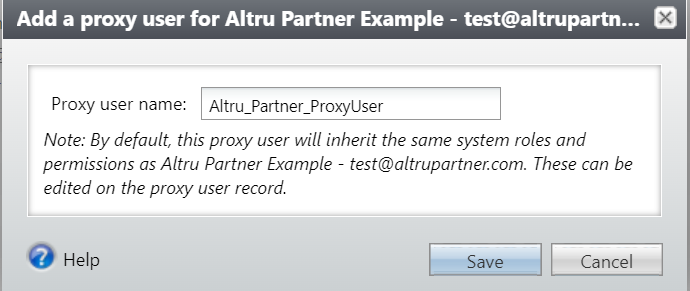 Add a proxy user for Altru Partner Example - test@altrupartn...
Proxy user name: Altru_Partner_ProxyUser
Note: By default, this proxy user will inherit the same system roles and
permissions as Altru Partner Example - test@altrupartner.com. These can be
edited on the proxy user record.
Help Save Cancel